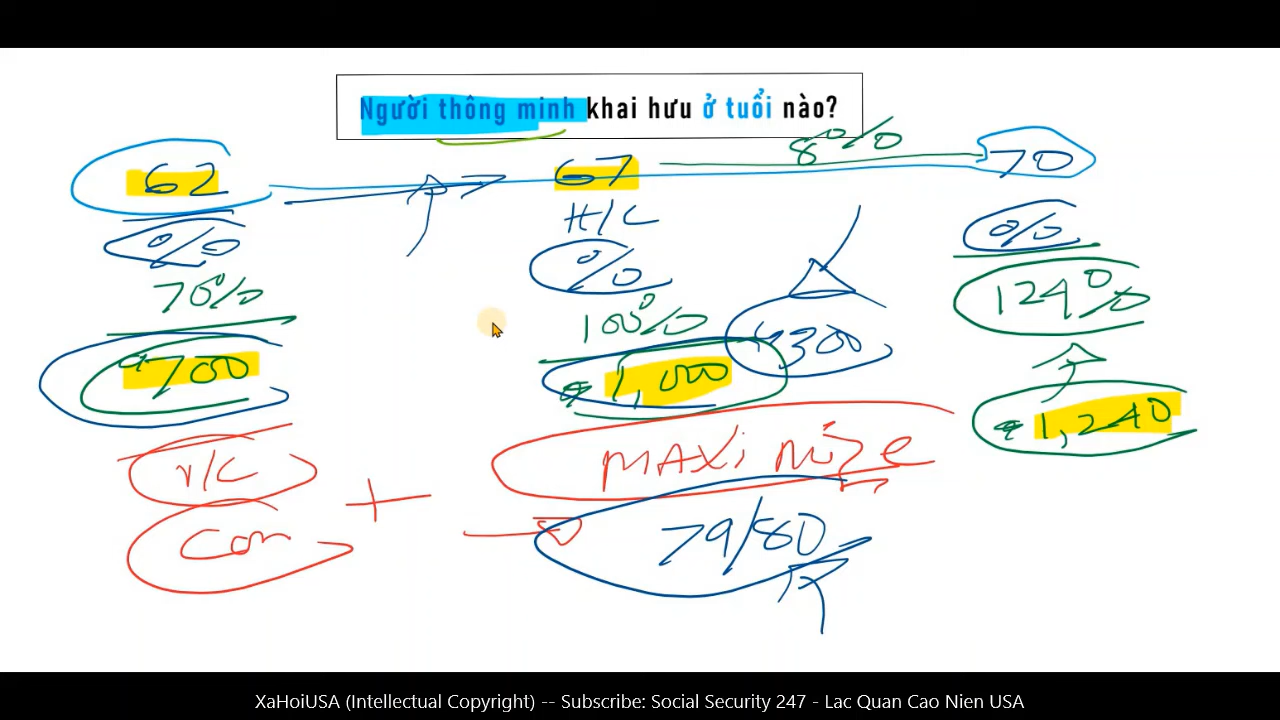 Người thông minh khai hưu ở tuổi nào?
8%
62 67 70
% H/C %
%
70% 100% 124%
$700 $1,000 $300 $1,240
V/C MAXiMize
con + 79/80
XaHoiUSA (Intellectual Copyright) -- Subscribe: Social Security 247 - Lac Quan Cao Nien USA